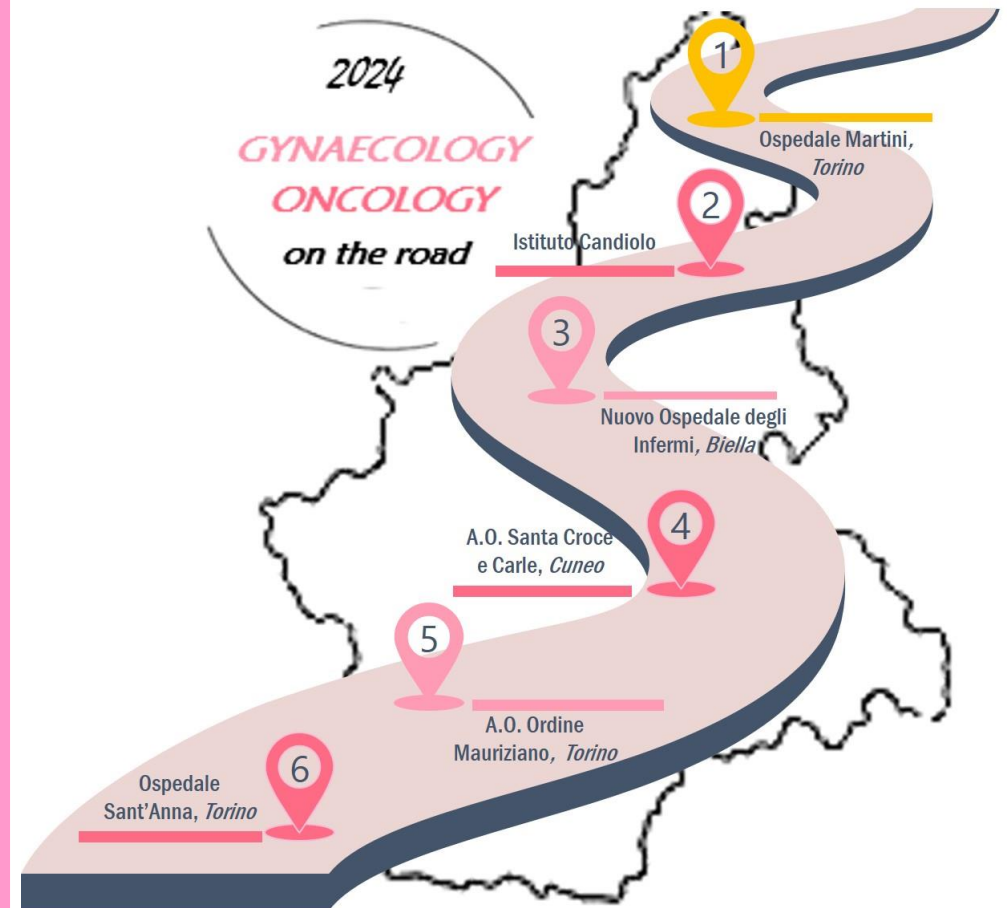 2024
GYNAECOLOGY
ONCOLOGY
on the road
1
Ospedale Martini,
Torino
2
Istituto Candiolo
3
Nuovo Ospedale degli
Infermi, Biella
4
A.O. Santa Croce
e Carle, Cuneo
5
A.O. Ordine
Mauriziano, Torino
6
Ospedale
Sant'Anna, Torino